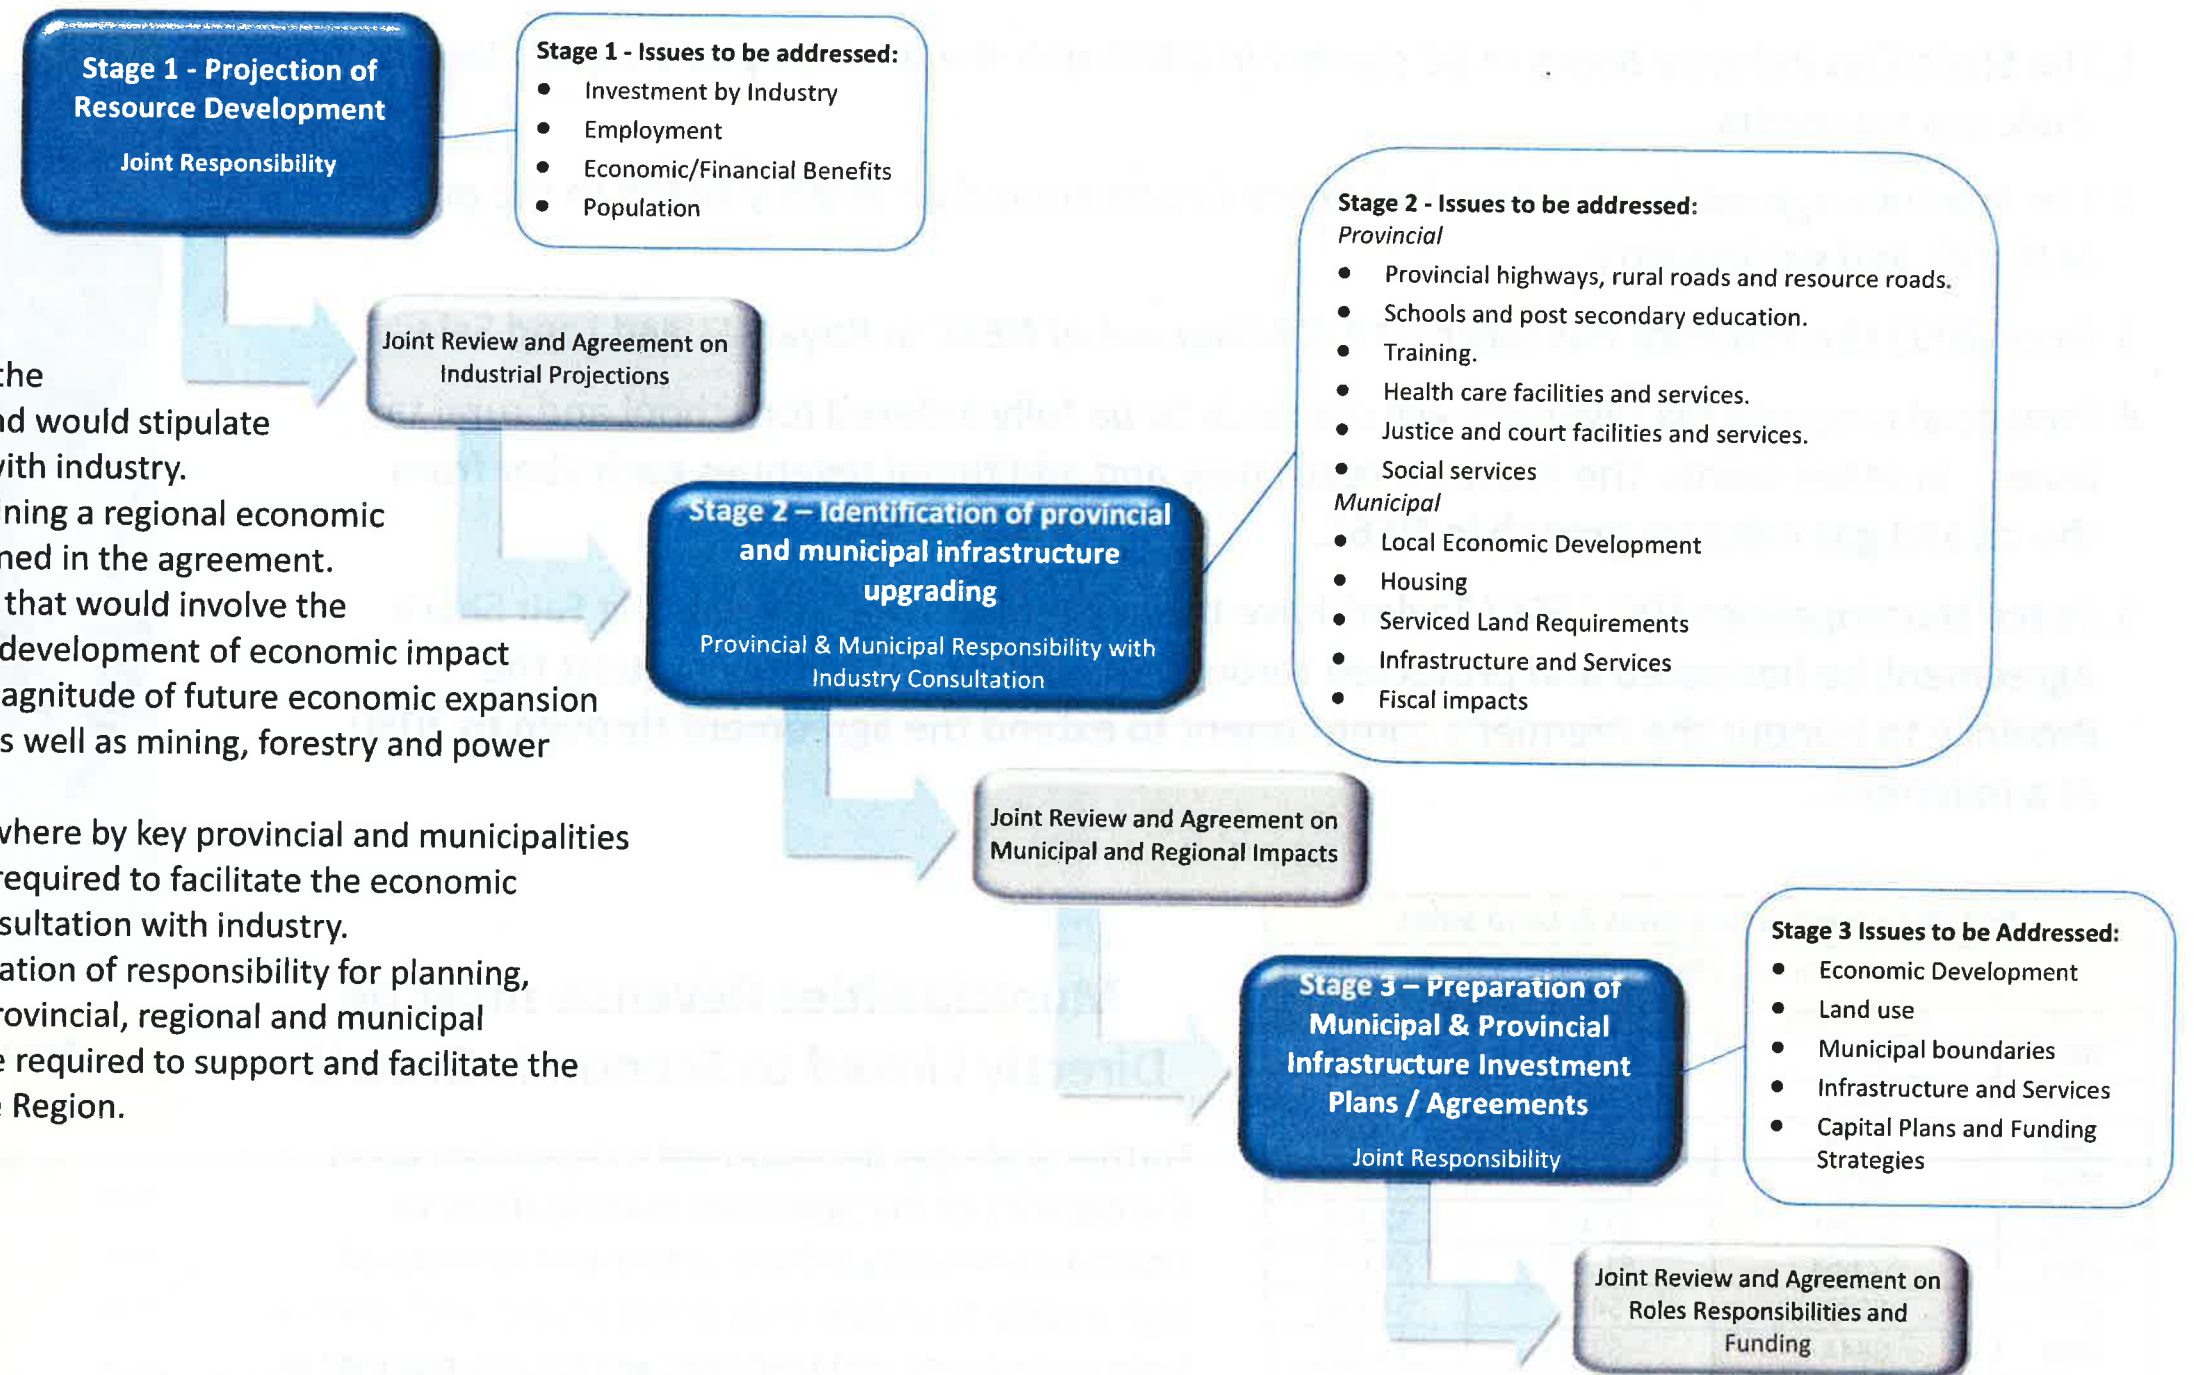 Stage 1 - Projection of
Resource Development
Joint Responsibility
Stage 1 - Issues to be addressed:
• Investment by Industry
• Employment
• Economic/Financial Benefits
• Population
Joint Review and Agreement on
Industrial Projections
the
nd would stipulate
with industry.
ining a regional economic
ned in the agreement.
that would involve the
development of economic impact
agnitude of future economic expansion
s well as mining, forestry and power
where by key provincial and municipalities
required to facilitate the economic
nsultation with industry.
ation of responsibility for planning,
rovincial, regional and municipal
e required to support and facilitate the
e Region.
Stage 2 – Identification of provincial
and municipal infrastructure
upgrading
Provincial & Municipal Responsibility with
Industry Consultation
Stage 2 - Issues to be addressed:
Provincial
• Provincial highways, rural roads and resource roads.
• Schools and post secondary education.
• Training.
• Health care facilities and services.
• Justice and court facilities and services.
• Social services
Municipal
• Local Economic Development
• Housing
• Serviced Land Requirements
• Infrastructure and Services
• Fiscal impacts
Joint Review and Agreement on
Municipal and Regional Impacts
Stage 3 – Preparation of
Municipal & Provincial
Infrastructure Investment
Plans / Agreements
Joint Responsibility
Stage 3 Issues to be Addressed:
• Economic Development
• Land use
• Municipal boundaries
• Infrastructure and Services
• Capital Plans and Funding
Strategies
Joint Review and Agreement on
Roles Responsibilities and
Funding